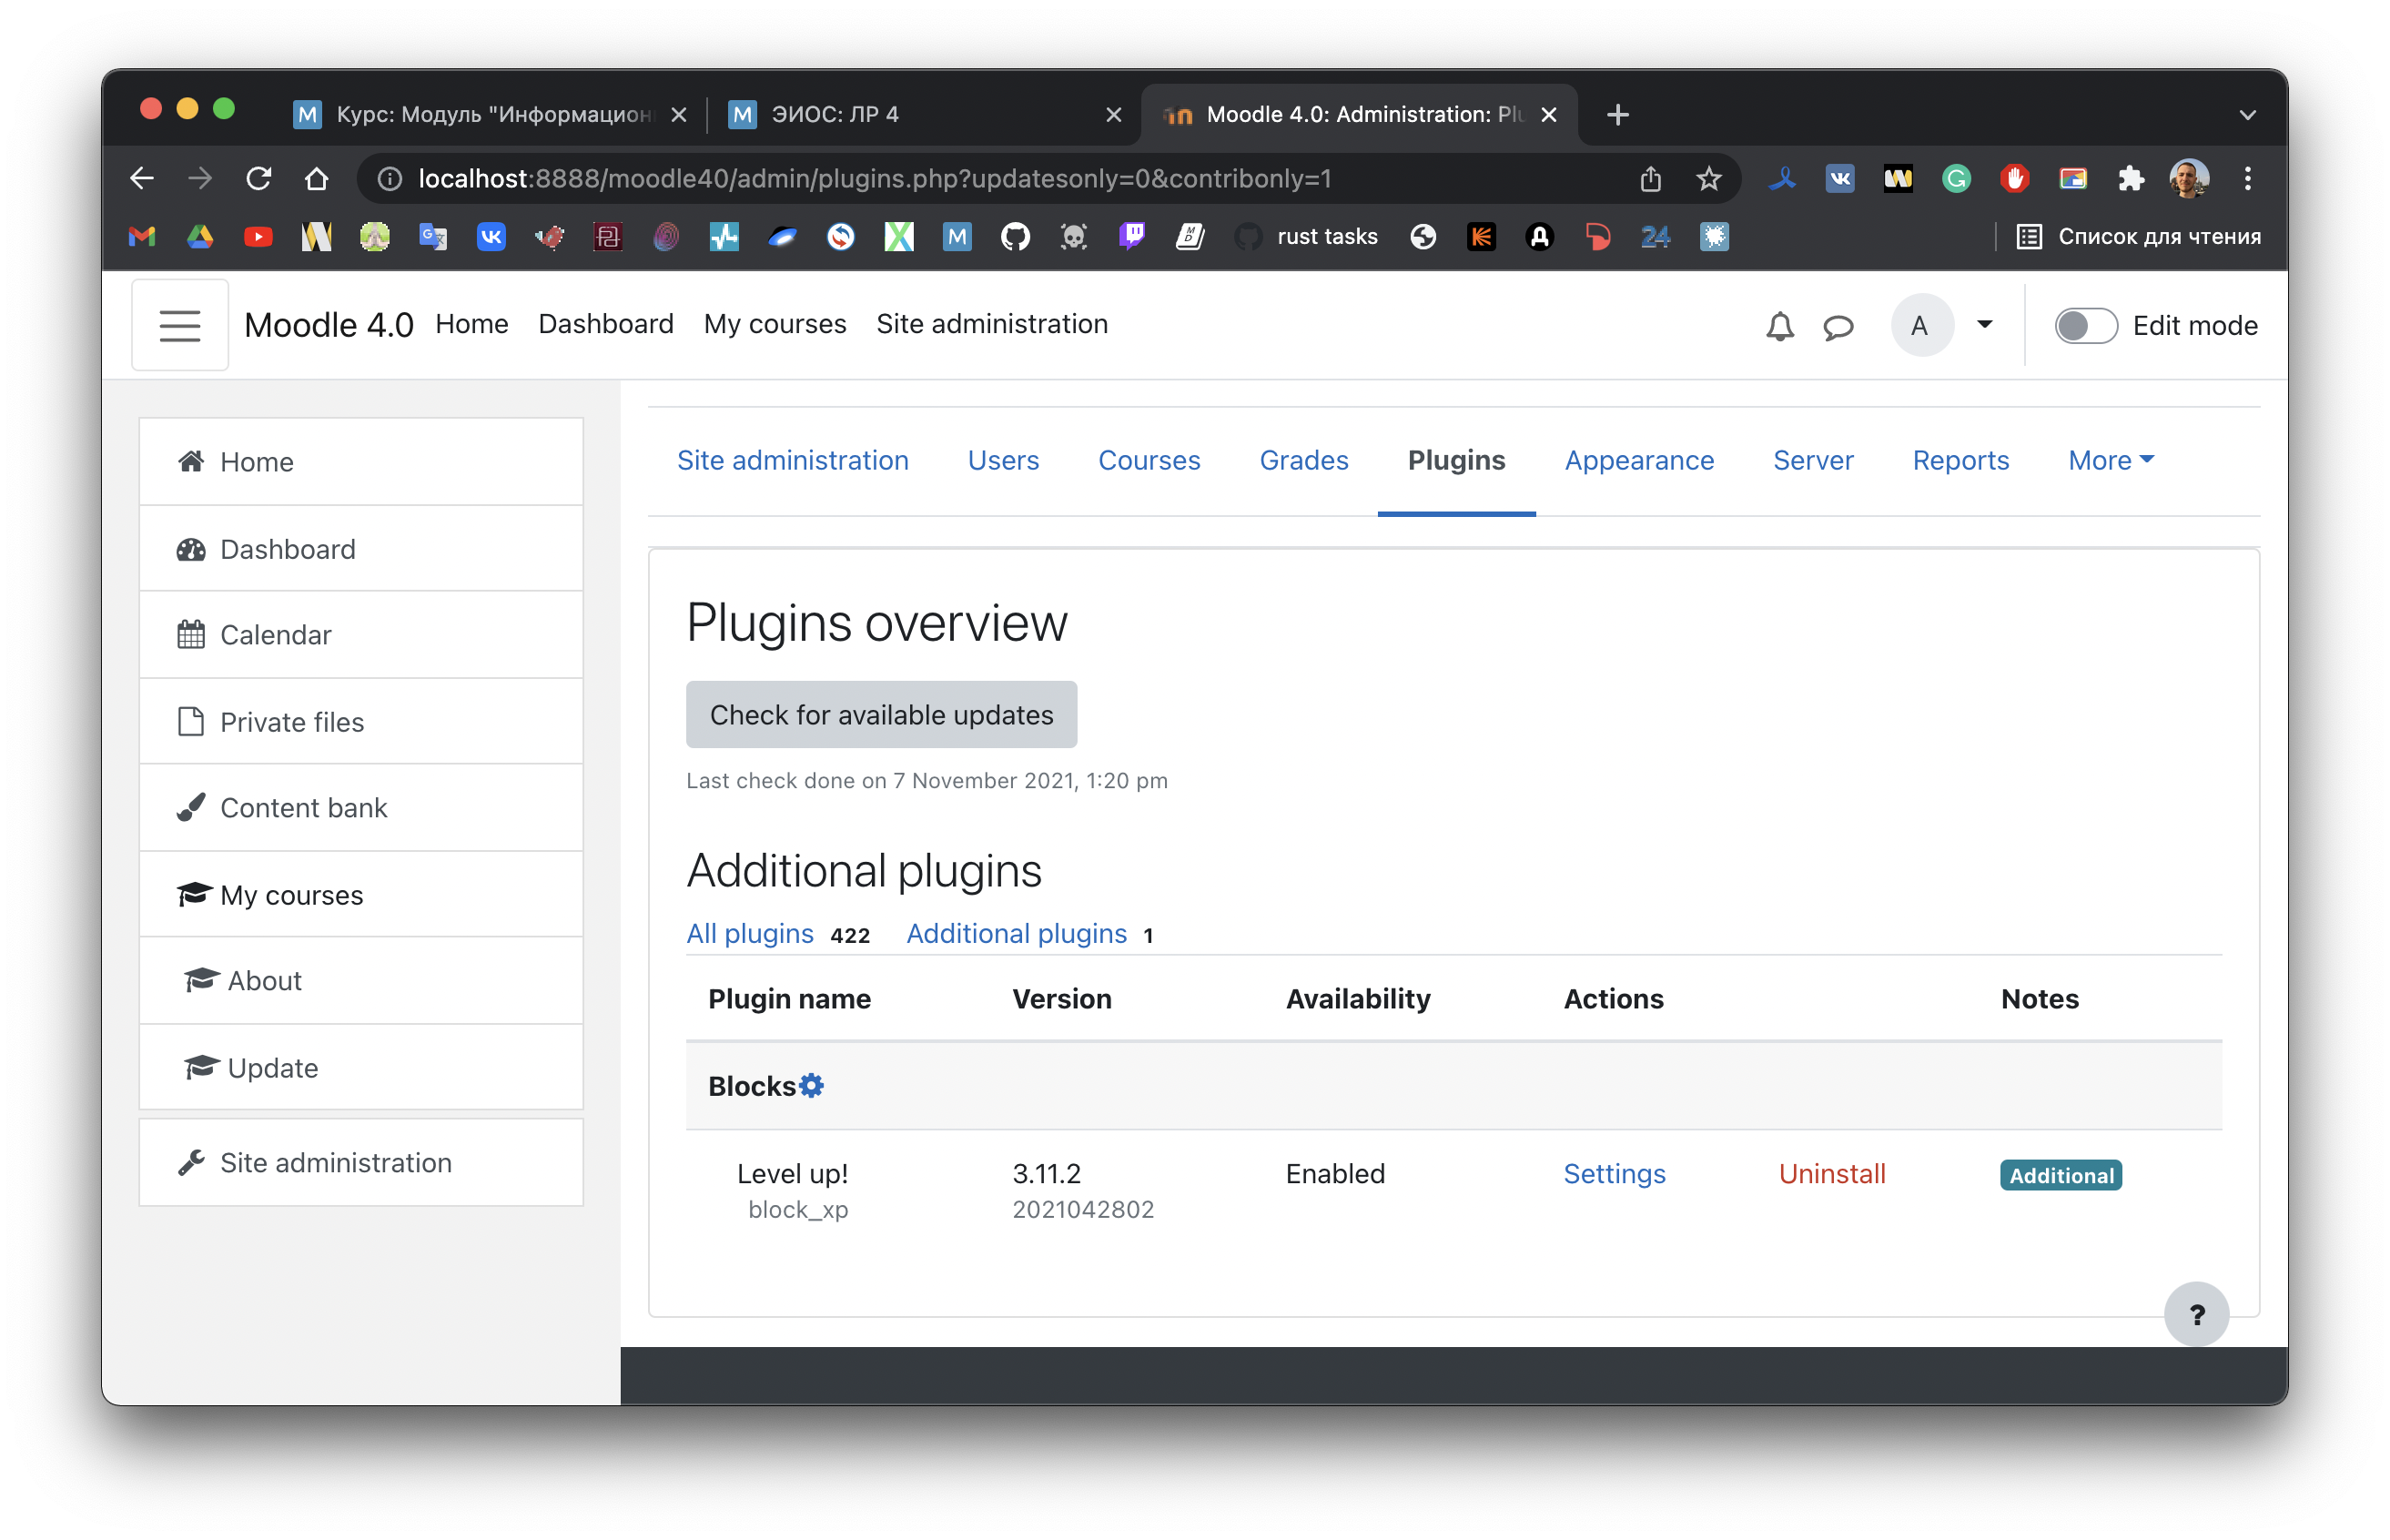 Курс: Модуль "Информацион
ЭИОС: ЛР 4
Moodle 4.0: Administration: Plu
localhost:8888/moodle40/admin/plugins.php?updatesonly=0&contribonly=1
rust tasks
24
Список для чтения
Moodle 4.0 Home Dashboard My courses Site administration
A
Edit mode
Home
Dashboard
Calendar
Private files
Content bank
My courses
About
Update
Site administration
Site administration Users Courses Grades Plugins Appearance Server Reports More
Plugins overview
Check for available updates
Last check done on 7 November 2021, 1:20 pm
Additional plugins
All plugins 422 Additional plugins 1
Plugin name Version Availability Actions Notes
Blocks
Level up! 3.11.2 Enabled Settings Uninstall Additional
block_xp 2021042802
?